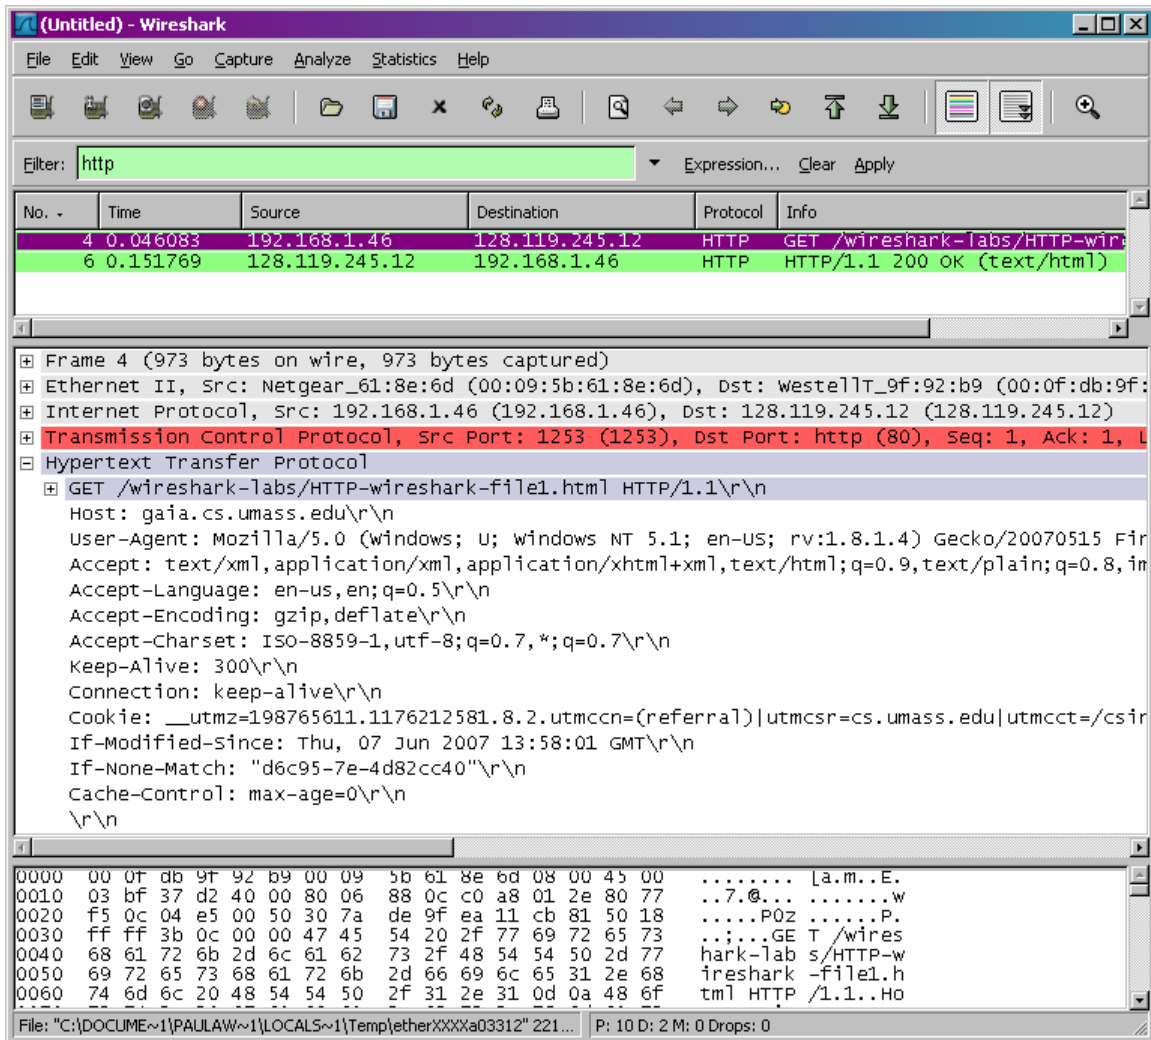 (Untitled) - Wireshark
File Edit View Go Capture Analyze Statistics Help
Filter: http Expression... Clear Apply
No. Time Source Destination Protocol Info
4 0.046083 192.168.1.46 128.119.245.12 HTTP GET /wireshark-labs/HTTP-wire
6 0.151769 128.119.245.12 192.168.1.46 HTTP HTTP/1.1 200 OK (text/html)
Frame 4 (973 bytes on wire, 973 bytes captured)
Ethernet II, Src: Netgear_61:8e:6d (00:09:5b:61:8e:6d), Dst: WestellT_9f:92:b9 (00:0f:db:9f:
Internet Protocol, Src: 192.168.1.46 (192.168.1.46), Dst: 128.119.245.12 (128.119.245.12)
Transmission Control Protocol, Src Port: 1253 (1253), Dst Port: http (80), Seq: 1, Ack: 1, L
Hypertext Transfer Protocol
GET /wireshark-labs/HTTP-wireshark-file1.html HTTP/1.1\r\n
Host: gaia.cs.umass.edu\r\n
User-Agent: Mozilla/5.0 (Windows; U; Windows NT 5.1; en-US; rv:1.8.1.4) Gecko/20070515 Fir
Accept: text/xml,application/xml,application/xhtml+xml,text/html;q=0.9,text/plain;q=0.8,im
Accept-Language: en-us,en;q=0.5\r\n
Accept-Encoding: gzip,deflate\r\n
Accept-Charset: ISO-8859-1,utf-8;q=0.7,*;q=0.7\r\n
Keep-Alive: 300\r\n
Connection: keep-alive\r\n
Cookie: __utmz=198765611.1176212581.8.2.utmccn=(referral)|utmcsr=cs.umass.edu|utmcct=/csir
If-Modified-Since: Thu, 07 Jun 2007 13:58:01 GMT\r\n
If-None-Match: "d6c95-7e-4d82cc40"\r\n
Cache-Control: max-age=0\r\n
\r\n
0000 00 0f db 9f 92 b9 00 09 5b 61 8e 6d 08 00 45 00 ........ [a.m..E.
0010 03 bf 37 d2 40 00 80 06 88 0c c0 a8 01 2e 80 77 ..7.@... .......w
0020 f5 0c 04 e5 00 50 30 7a de 9f ea 11 cb 81 50 18 .....P0z ......P.
0030 ff ff 3b 0c 00 00 47 45 54 20 2f 77 69 72 65 73 ..;...GE T /wires
0040 68 61 72 6b 2d 6c 61 62 73 2f 48 54 54 50 2d 77 hark-lab s/HTTP-w
0050 69 72 65 73 68 61 72 6b 2d 66 69 6c 65 31 2e 68 ireshark -file1.h
0060 74 6d 6c 20 48 54 54 50 2f 31 2e 31 0d 0a 48 6f tml HTTP /1.1..Ho
File: "C:\DOCUME~1\PAULAW~1\LOCALS~1\Temp\etherXXXXa03312" 221... P: 10 D: 2 M: 0 Drops: 0